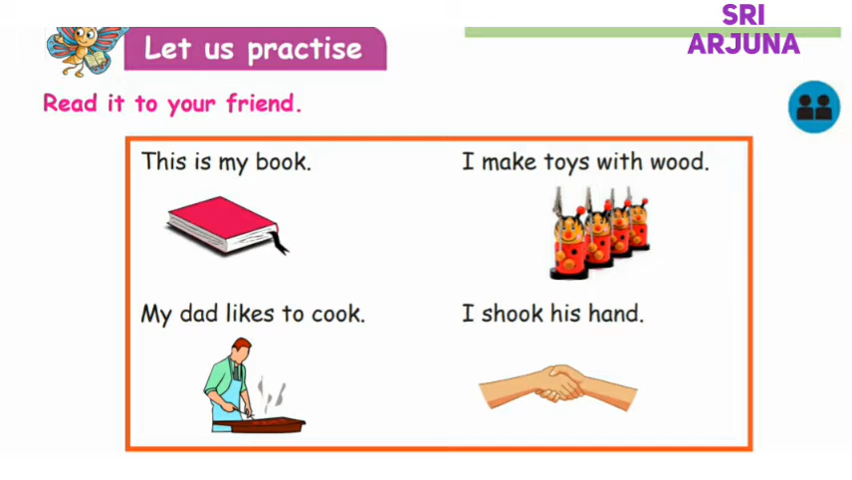 SRI
ARJUNA
Let us practise
Read it to your friend.
This is my book.
I make toys with wood.
My dad likes to cook.
I shook his hand.